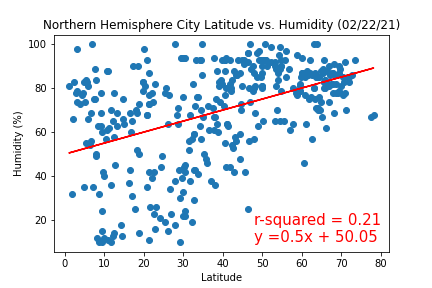 Northern Hemisphere City Latitude vs. Humidity (02/22/21)
100
80
60
40
20
Humidity (%)
r-squared = 0.21
y =0.5x + 50.05
0 10 20 30 40 50 60 70 80
Latitude